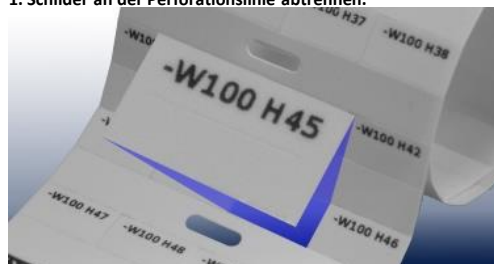 1. Schilder an der Perforationslinie abtrennen.
H37
-W100 H38
-W10
-W100 H45
-W100 H42
-W100 H47
-W100 H48
-W100 H46